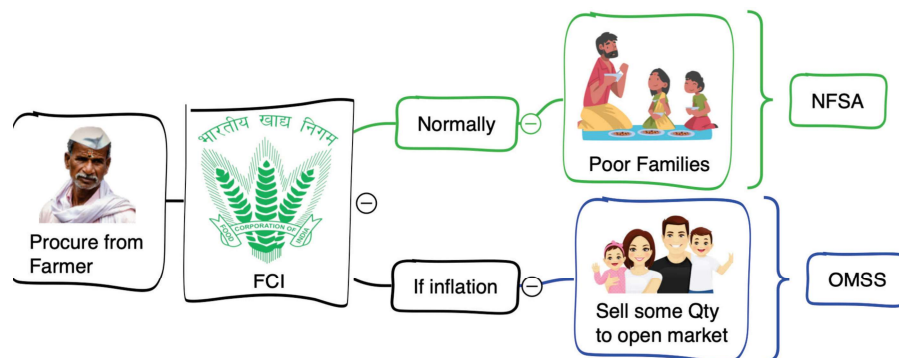 Procure from
Farmer
भारतीय खाद्य निगम
FOOD CORPORATION OF INDIA
FCI
Normally
Poor Families
NFSA
If inflation
Sell some Qty
to open market
OMSS